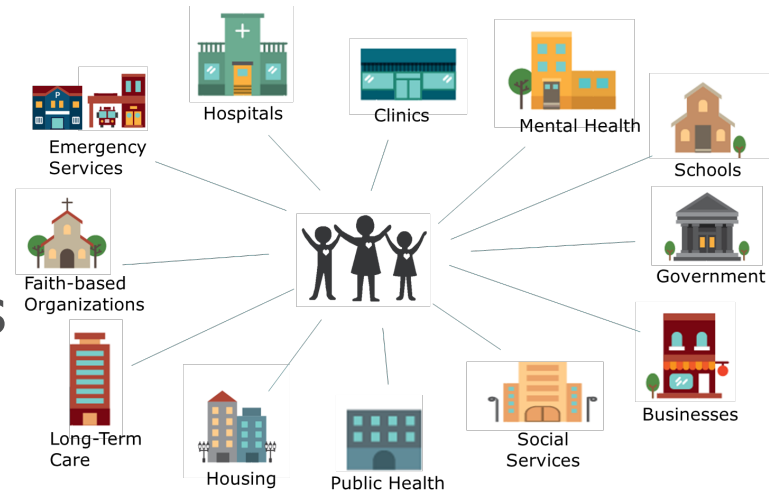 Hospitals
Clinics
Mental Health
P
Emergency
Services
Schools
Faith-based
Organizations
Government
s
Long-Term
Care
Businesses
Housing
Public Health
Social
Services